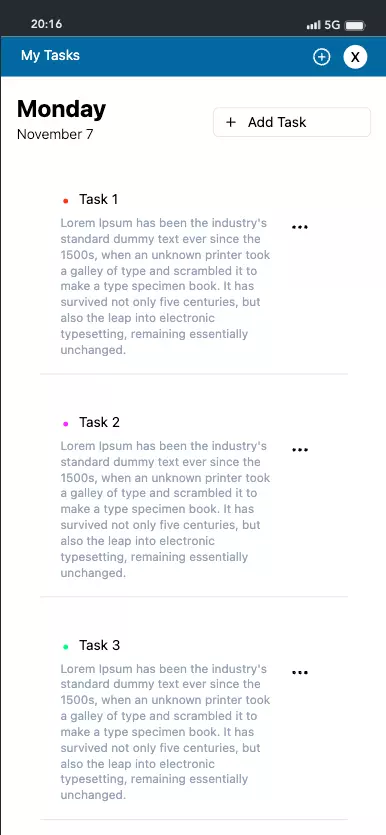 20:16
5G
My Tasks
X
Monday
November 7
+ Add Task
Task 1
Lorem Ipsum has been the industry's
standard dummy text ever since the
1500s, when an unknown printer took
a galley of type and scrambled it to
make a type specimen book. It has
survived not only five centuries, but
also the leap into electronic
typesetting, remaining essentially
unchanged.
Task 2
Lorem Ipsum has been the industry's
standard dummy text ever since the
1500s, when an unknown printer took
a galley of type and scrambled it to
make a type specimen book. It has
survived not only five centuries, but
also the leap into electronic
typesetting, remaining essentially
unchanged.
Task 3
Lorem Ipsum has been the industry's
standard dummy text ever since the
1500s, when an unknown printer took
a galley of type and scrambled it to
make a type specimen book. It has
survived not only five centuries, but
also the leap into electronic
typesetting, remaining essentially
unchanged.